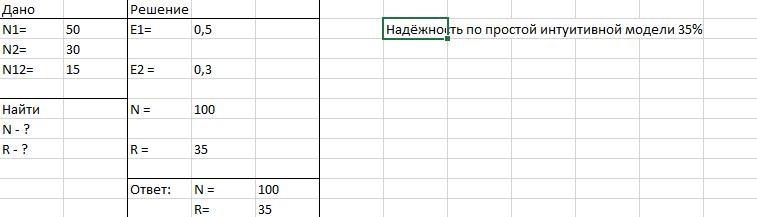 Дано Решение
N1= 50 E1= 0,5 Надёжность по простой интуитивной модели 35%
N2= 30
N12= 15 E2 = 0,3
Найти N = 100
N - ?
R - ? R = 35
Ответ: N = 100
R= 35